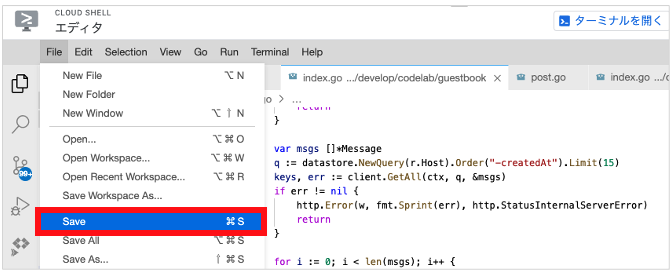 CLOUD SHELL
エディタ
ターミナルを開く
File Edit Selection View Go Run Terminal Help
New File ⌥ N
New Folder
New Window ⌥ ⇧ N
Open... ⌥ ⌘ O
Open Workspace... ⌥ ⌘ W
Open Recent Workspace... ⌥ ⌘ R
Save Workspace As...
Save ⌘ S
Save All ⌥ ⌘ S
Save As... ⇧ ⌘ S
99+
index.go .../develop/codelab/guestbook
post.go
index.go .../d
go > ...
return
}
var msgs []*Message
q := datastore.NewQuery(r.Host).Order("-createdAt").Limit(15)
keys, err := client.GetAll(ctx, q, &msgs)
if err != nil {
http.Error(w, fmt.Sprint(err), http.StatusInternalServerError)
return
}
for i := 0; i < len(msgs); i++ {